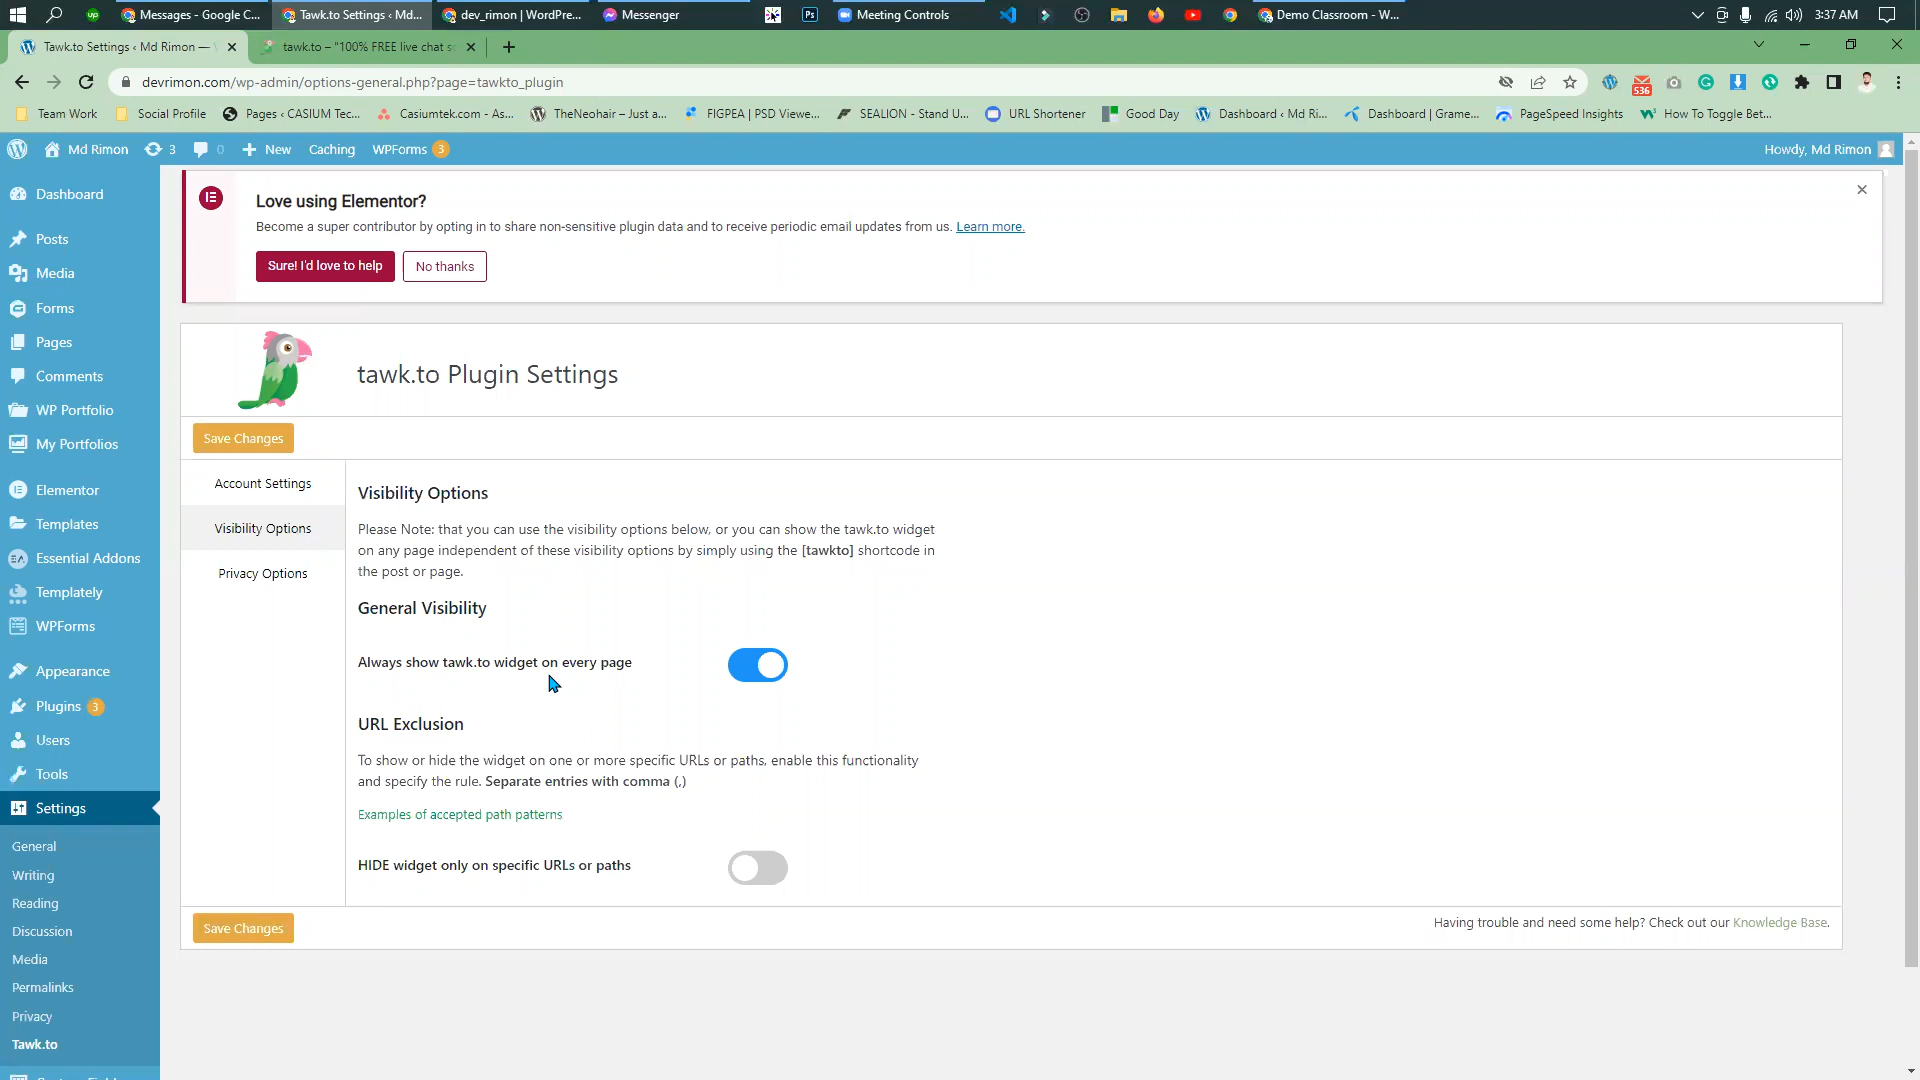 Messages - Google C...
Tawk.to Settings ‹ Md...
dev_rimon | WordPre...
Messenger
Meeting Controls
Demo Classroom - W...
3:37 AM
Tawk.to Settings ‹ Md Rimon —
tawk.to – "100% FREE live chat s
devrimon.com/wp-admin/options-general.php?page=tawkto_plugin
536
Team Work
Social Profile
Pages ‹ CASIUM Tec...
Casiumtek.com - As...
TheNeohair – Just a...
FIGPEA | PSD Viewe...
SEALION - Stand U...
URL Shortener
Good Day
Dashboard ‹ Md Ri...
Dashboard | Grame...
PageSpeed Insights
How To Toggle Bet...
Md Rimon
3
0
New
Caching
WPForms 3
Howdy, Md Rimon
Dashboard
Posts
Media
Forms
Pages
Comments
WP Portfolio
My Portfolios
Elementor
Templates
Essential Addons
Templately
WPForms
Appearance
Plugins 3
Users
Tools
Settings
General
Writing
Reading
Discussion
Media
Permalinks
Privacy
Tawk.to
Love using Elementor?
Become a super contributor by opting in to share non-sensitive plugin data and to receive periodic email updates from us. Learn more.
Sure! I'd love to help
No thanks
tawk.to Plugin Settings
Save Changes
Account Settings
Visibility Options
Privacy Options
Visibility Options
Please Note: that you can use the visibility options below, or you can show the tawk.to widget
on any page independent of these visibility options by simply using the [tawkto] shortcode in
the post or page.
General Visibility
Always show tawk.to widget on every page
URL Exclusion
To show or hide the widget on one or more specific URLs or paths, enable this functionality
and specify the rule. Separate entries with comma (,)
Examples of accepted path patterns
HIDE widget only on specific URLs or paths
Save Changes
Having trouble and need some help? Check out our Knowledge Base.